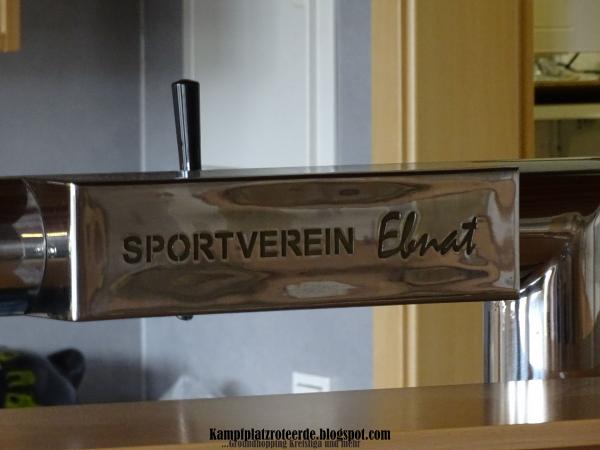 SPORTVEREIN Ebnat
Kampfplatzroteerde.blogspot.com
...Groundhopping Kreisliga und mehr